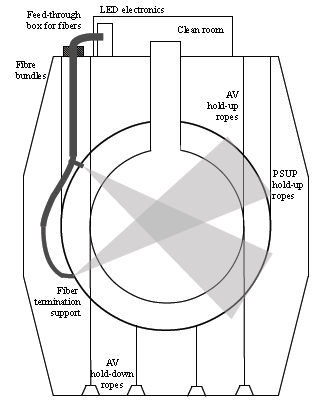 Feed-through
box for fibers
LED electronics
Clean room
Fibre
bundles
AV
hold-up
ropes
PSUP
hold-up
ropes
Fiber
termination
support
AV
hold-down
ropes